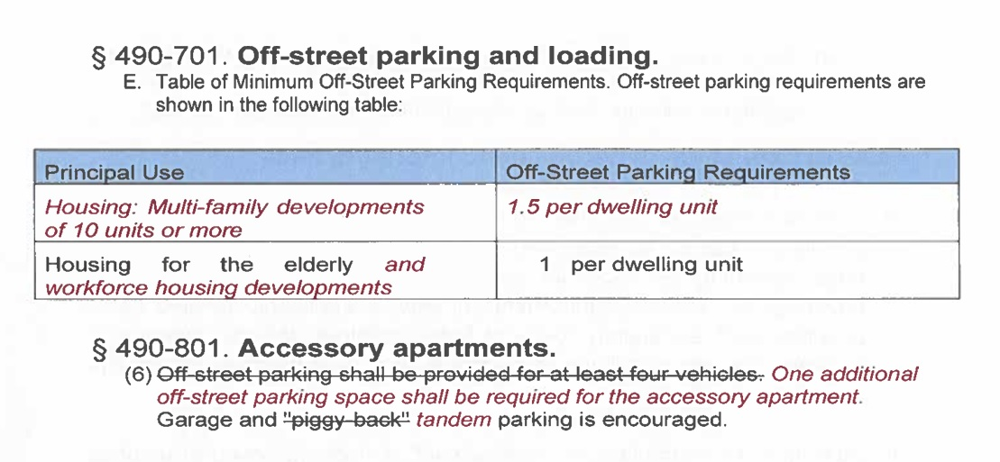 § 490-701. Off-street parking and loading.
E. Table of Minimum Off-Street Parking Requirements. Off-street parking requirements are
shown in the following table:
Principal Use
Off-Street Parking Requirements
Housing: Multi-family developments
of 10 units or more
1.5 per dwelling unit
Housing for the elderly and
workforce housing developments
1 per dwelling unit
§ 490-801. Accessory apartments.
(6) Off-street parking shall be provided for at least four vehicles. One additional
off-street parking space shall be required for the accessory apartment.
Garage and "piggy-back" tandem parking is encouraged.